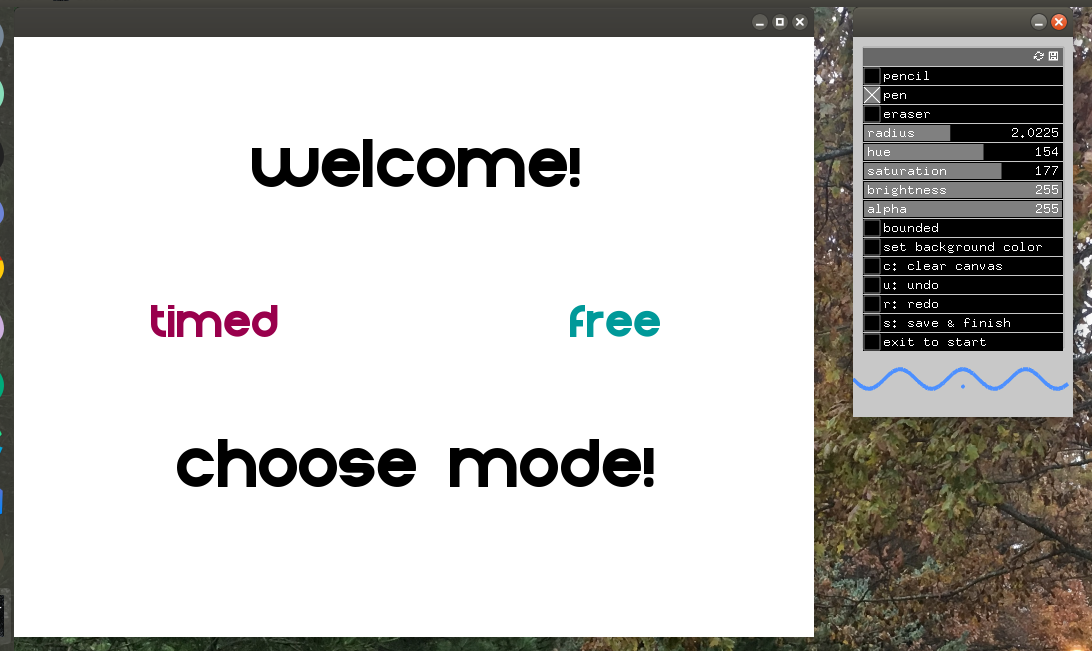 welcome!
timed free
choose mode!
pencil
pen
eraser
radius 2.0225
hue 154
saturation 177
brightness 255
alpha 255
bounded
set background color
c: clear canvas
u: undo
r: redo
s: save & finish
exit to start